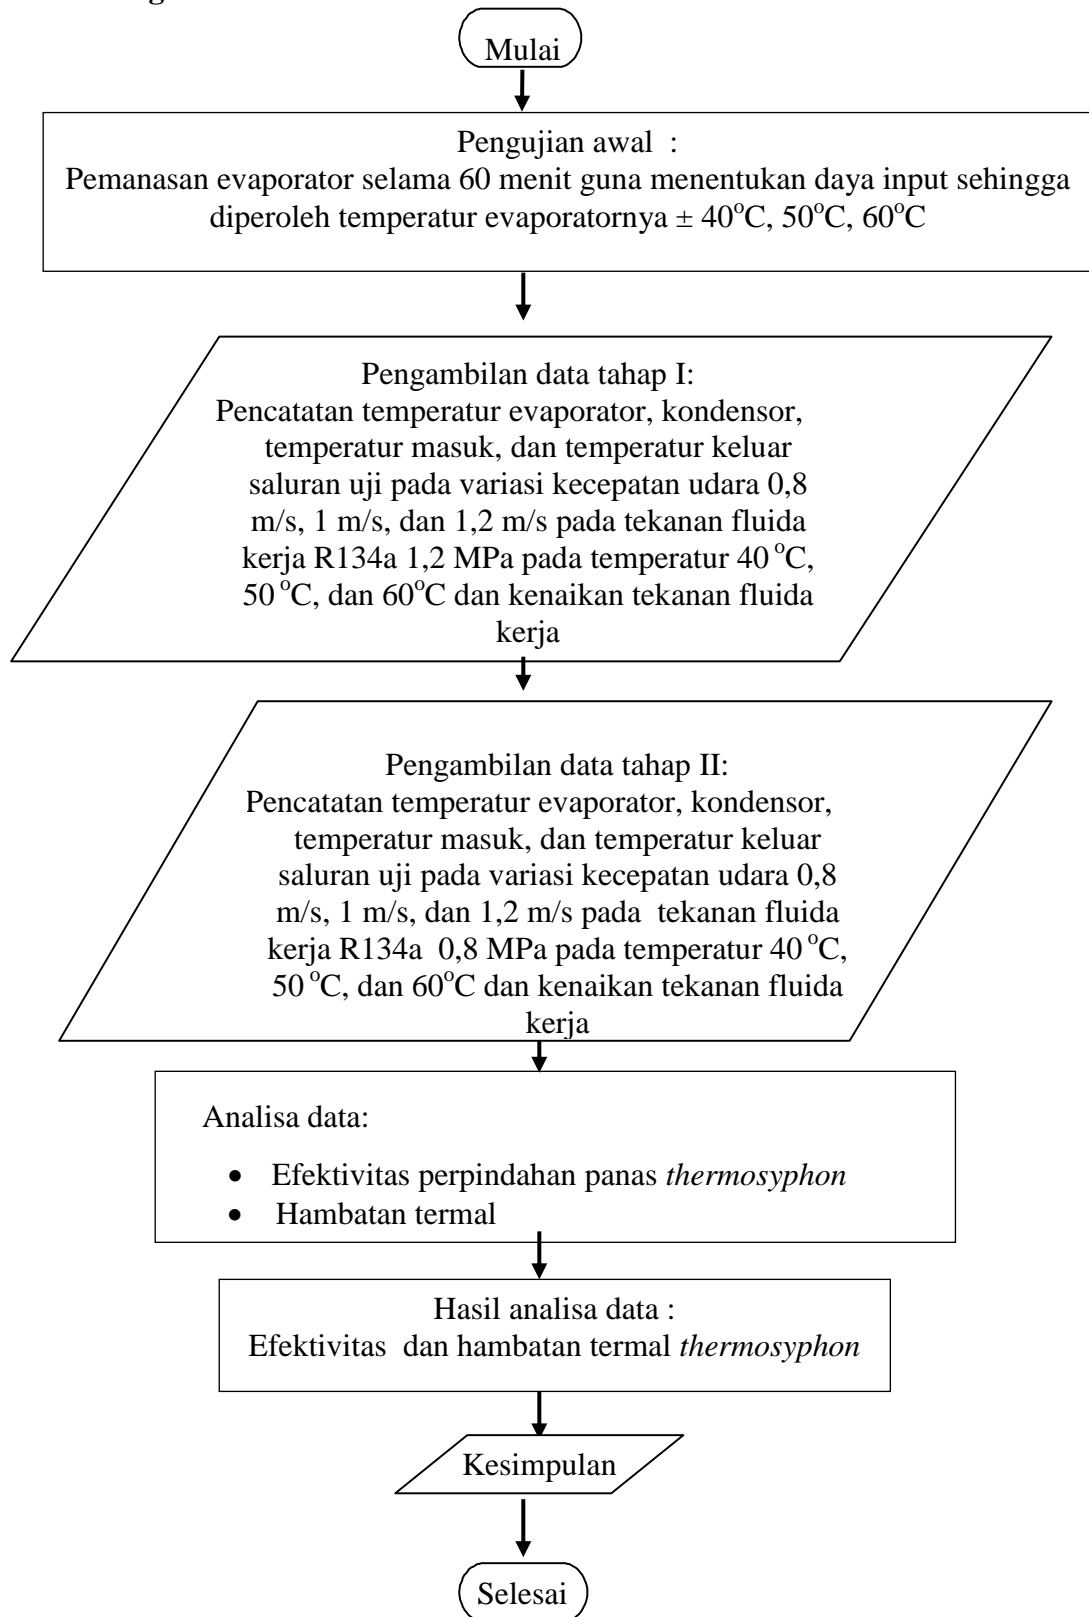 Mulai
Pengujian awal :
Pemanasan evaporator selama 60 menit guna menentukan daya input sehingga
diperoleh temperatur evaporatornya ± 40°C, 50°C, 60°C
Pengambilan data tahap I:
Pencatatan temperatur evaporator, kondensor,
temperatur masuk, dan temperatur keluar
saluran uji pada variasi kecepatan udara 0,8
m/s, 1 m/s, dan 1,2 m/s pada tekanan fluida
kerja R134a 1,2 MPa pada temperatur 40 °C,
50 °C, dan 60°C dan kenaikan tekanan fluida
kerja
Pengambilan data tahap II:
Pencatatan temperatur evaporator, kondensor,
temperatur masuk, dan temperatur keluar
saluran uji pada variasi kecepatan udara 0,8
m/s, 1 m/s, dan 1,2 m/s pada tekanan fluida
kerja R134a 0,8 MPa pada temperatur 40 °C,
50 °C, dan 60°C dan kenaikan tekanan fluida
kerja
Analisa data:
• Efektivitas perpindahan panas thermosyphon
• Hambatan termal
Hasil analisa data :
Efektivitas dan hambatan termal thermosyphon
Kesimpulan
Selesai